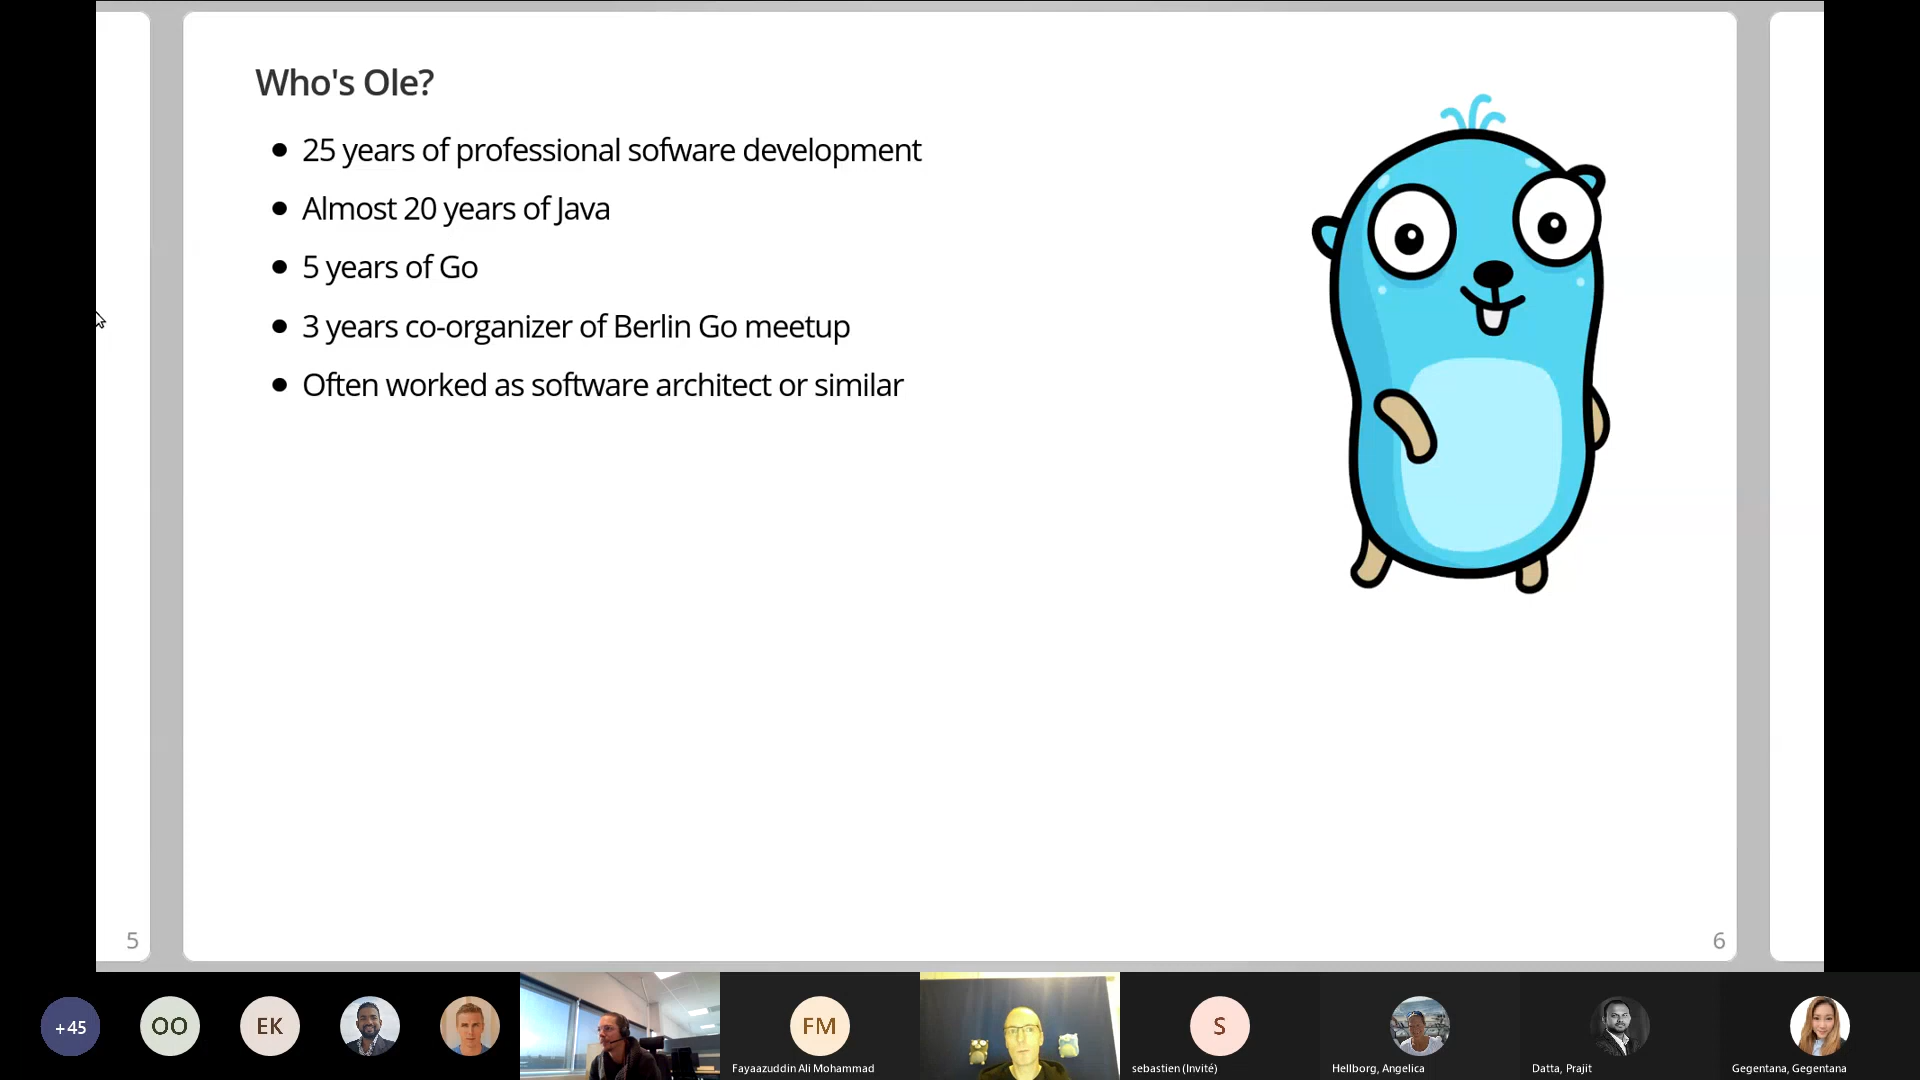 Who's Ole?
25 years of professional sofware development
Almost 20 years of Java
5 years of Go
3 years co-organizer of Berlin Go meetup
Often worked as software architect or similar
5
6
+45
OO
EK
FM
S
Fayaazuddin Ali Mohammad
sebastien (Invité)
Hellborg, Angelica
Datta, Prajit
Gegentana, Gegentana